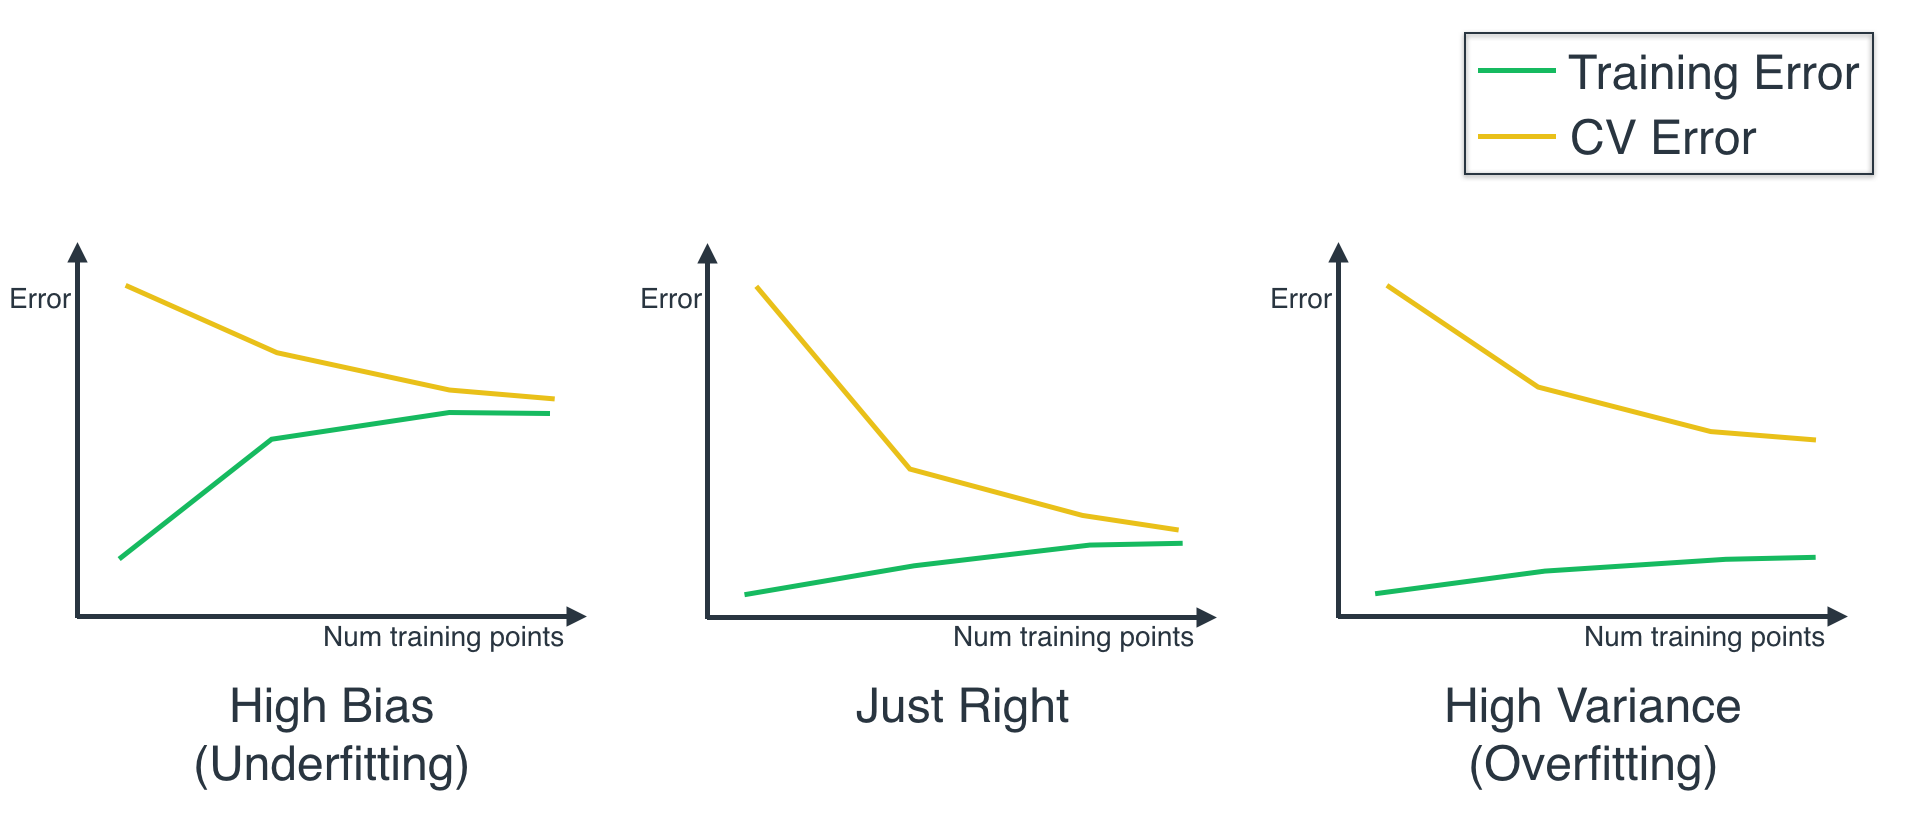 Training Error
CV Error
Error
Num training points
High Bias
(Underfitting)
Error
Num training points
Just Right
Error
Num training points
High Variance
(Overfitting)